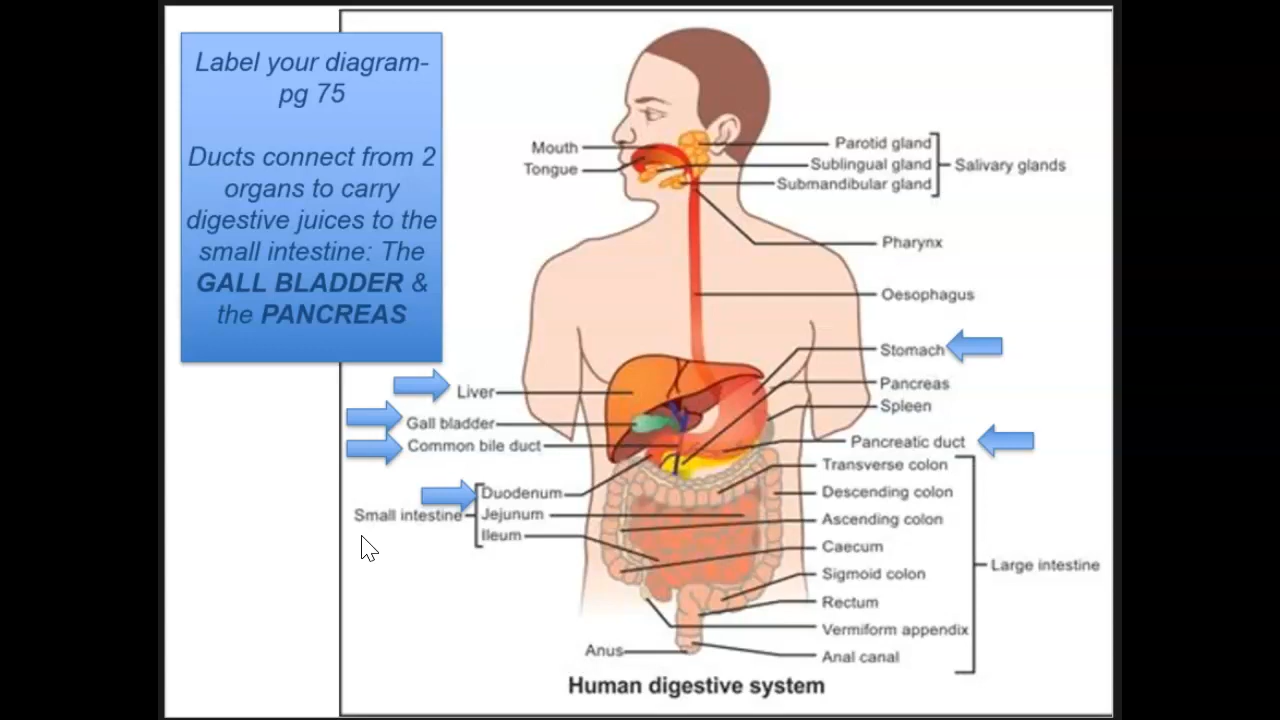 Label your diagram-
pg 75
Ducts connect from 2
organs to carry
digestive juices to the
small intestine: The
GALL BLADDER &
the PANCREAS
Mouth
Tongue
Parotid gland
Sublingual gland
Submandibular gland
Salivary glands
Pharynx
Oesophagus
Stomach
Pancreas
Spleen
Pancreatic duct
Liver
Gall bladder
Common bile duct
Duodenum
Jejunum
Ileum
Small intestine
Transverse colon
Descending colon
Ascending colon
Caecum
Sigmoid colon
Rectum
Vermiform appendix
Anal canal
Large intestine
Anus
Human digestive system